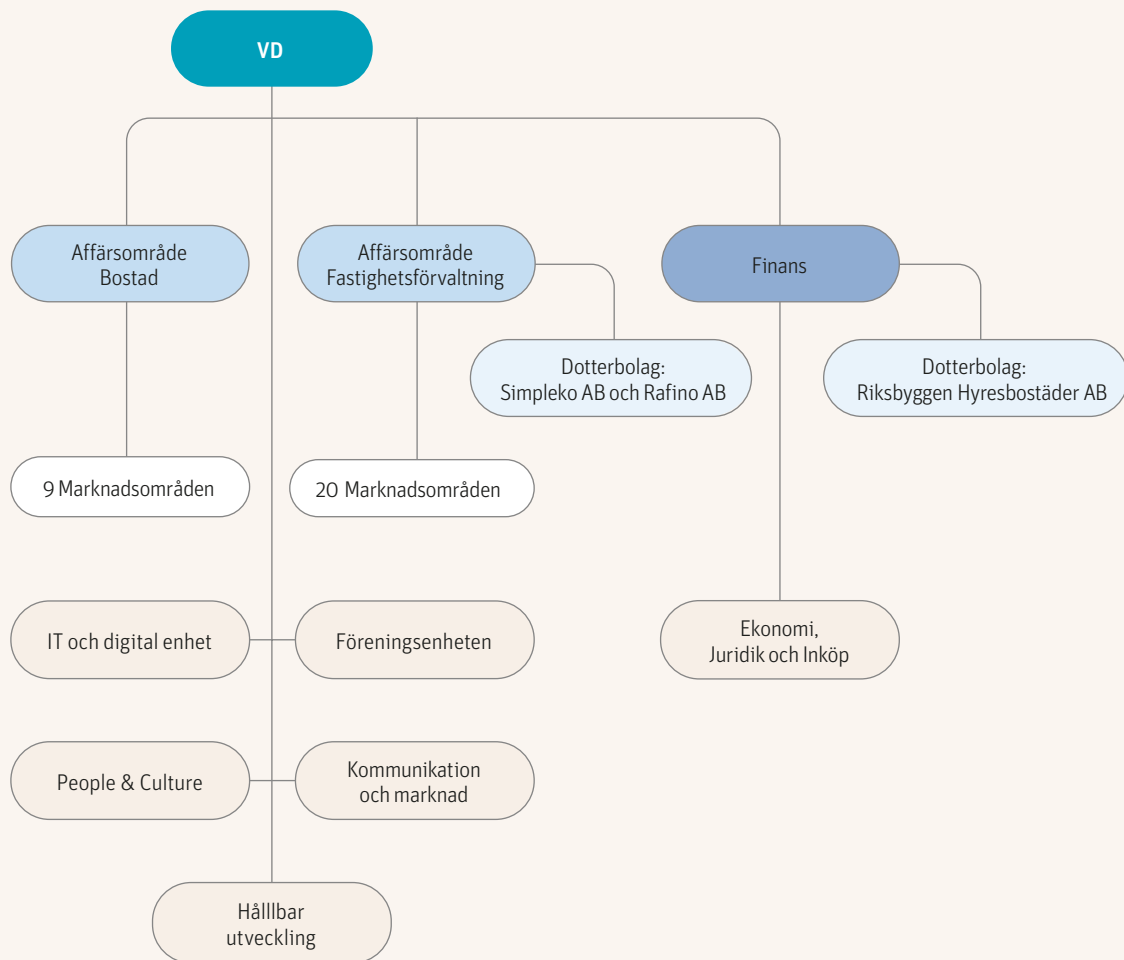 VD
Affärsområde
Bostad
Affärsområde
Fastighetsförvaltning
Finans
Dotterbolag:
Simpleko AB och Rafino AB
Dotterbolag:
Riksbyggen Hyresbostäder AB
9 Marknadsområden
20 Marknadsområden
IT och digital enhet
Föreningsenheten
Ekonomi,
Juridik och Inköp
People & Culture
Kommunikation
och marknad
Hålllbar
utveckling